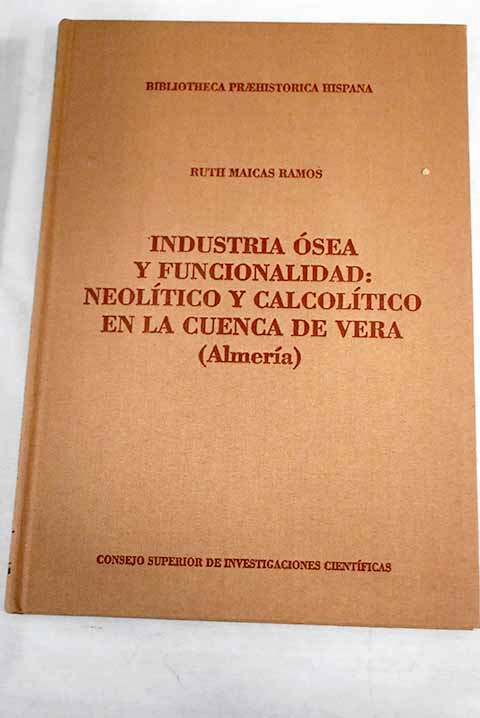 BIBLIOTHECA PRÆHISTORICA HISPANA
RUTH MAICAS RAMOS
INDUSTRIA ÓSEA
Y FUNCIONALIDAD:
NEOLÍTICO Y CALCOLÍTICO
EN LA CUENCA DE VERA
(Almería)
CONSEJO SUPERIOR DE INVESTIGACIONES CIENTÍFICAS